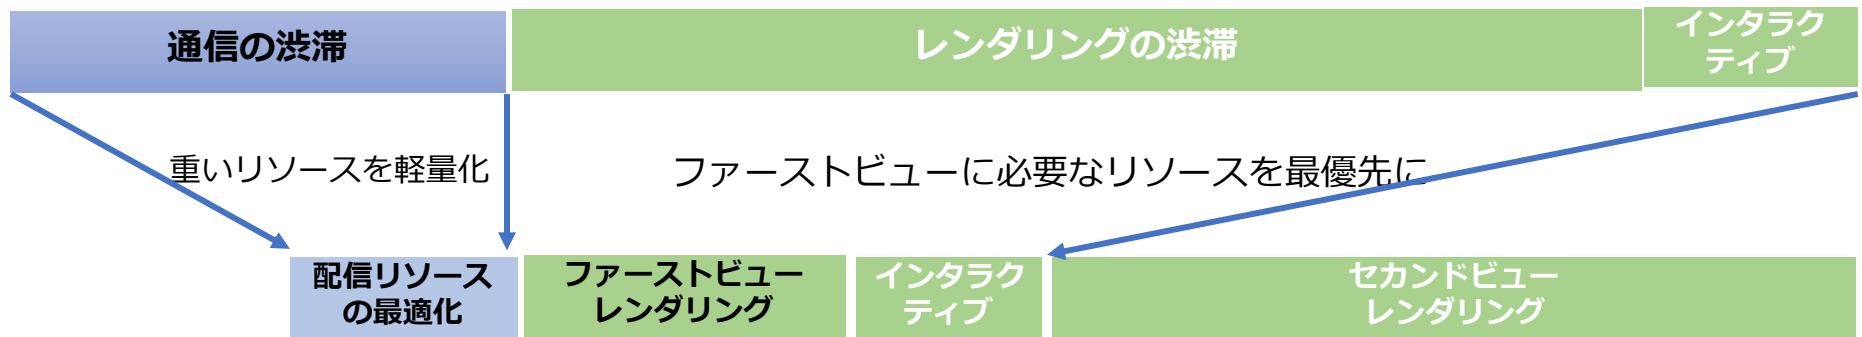 通信の渋滞
レンダリングの渋滞
インタラク
ティブ
重いリソースを軽量化
ファーストビューに必要なリソースを最優先に
配信リソース
の最適化
ファーストビュー
レンダリング
インタラク
ティブ
セカンドビュー
レンダリング